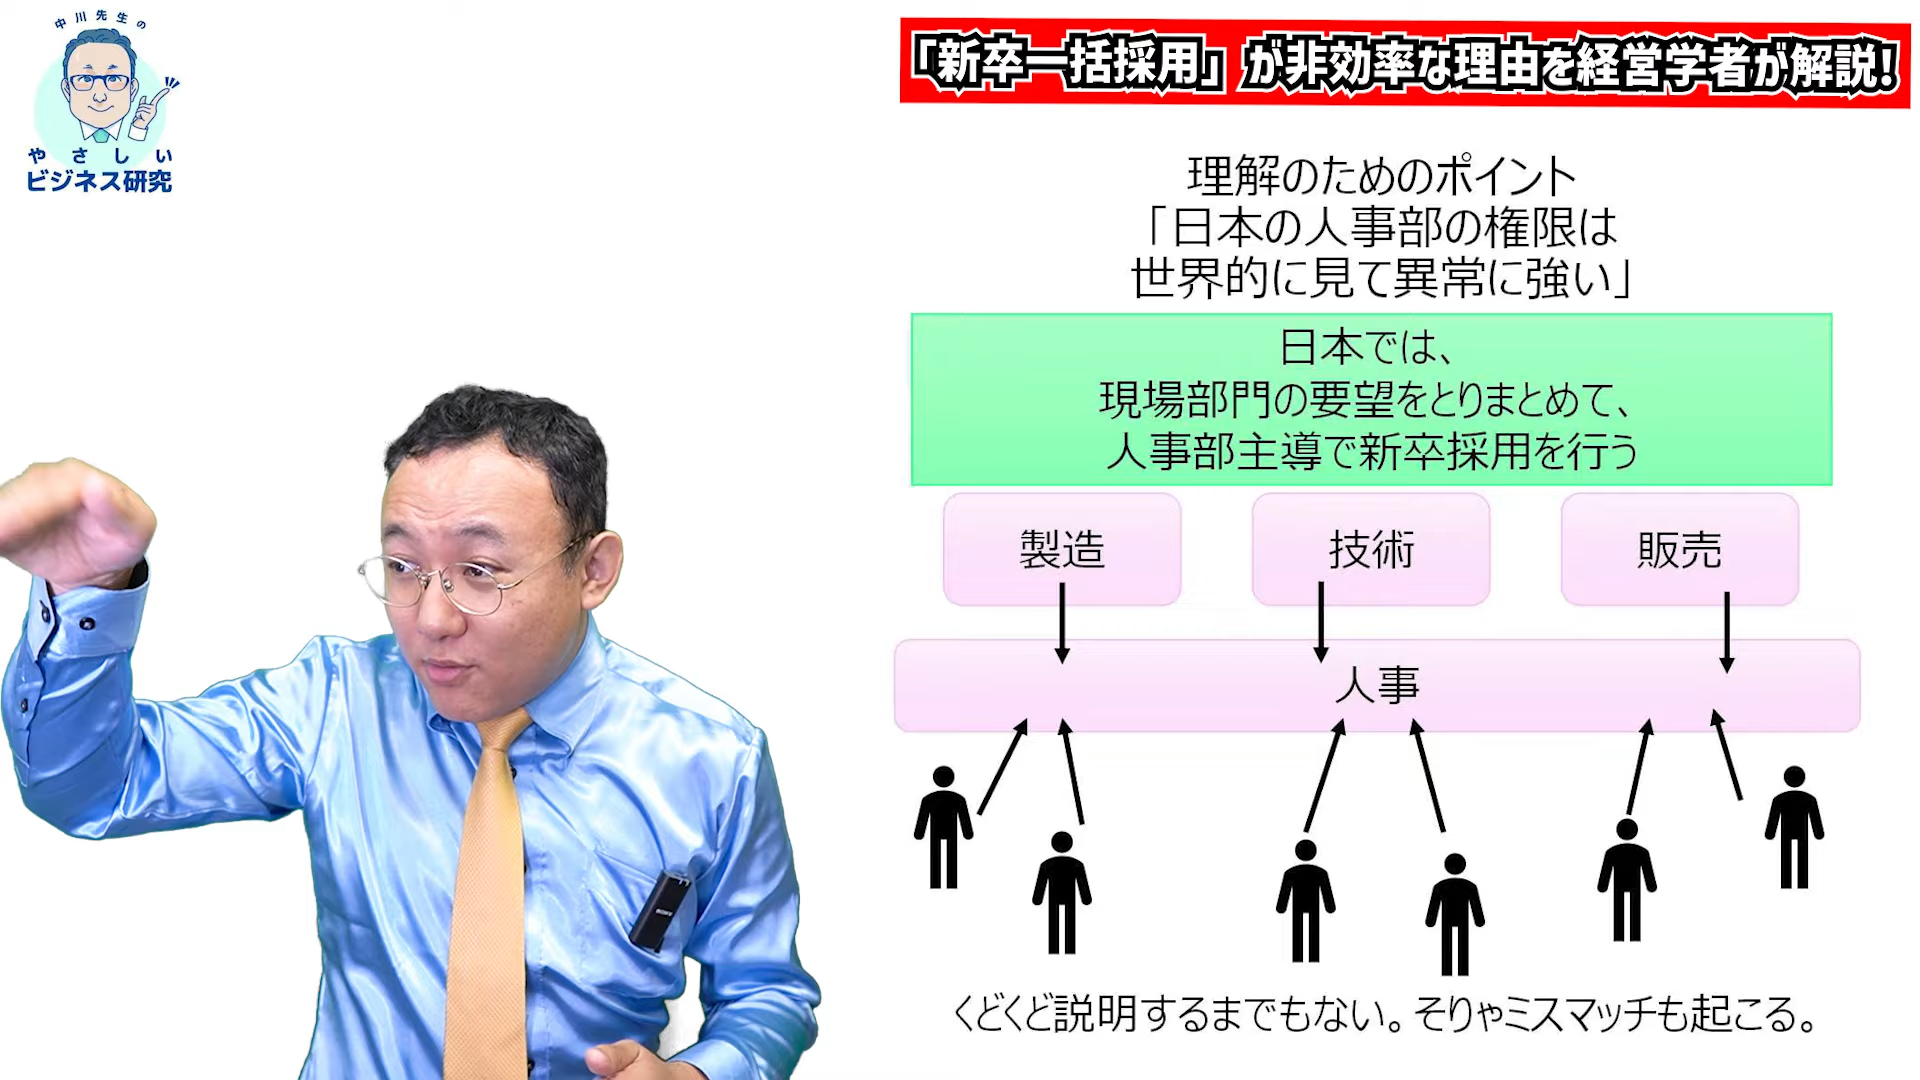 中川先生の
やさしい
ビジネス研究
「新卒一括採用」が非効率な理由を経営学者が解説!
理解のためのポイント
「日本の人事部の権限は
世界的に見て異常に強い」
日本では、
現場部門の要望をとりまとめて、
人事部主導で新卒採用を行う
製造
技術
販売
人事
くどくど説明するまでもない。そりゃミスマッチも起こる。